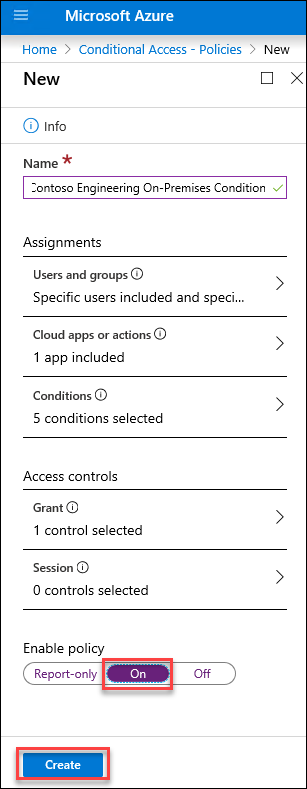 Microsoft Azure
Home > Conditional Access - Policies > New
New
Info
Name *
Contoso Engineering On-Premises Condition
Assignments
Users and groups
Specific users included and speci...
Cloud apps or actions
1 app included
Conditions
5 conditions selected
Access controls
Grant
1 control selected
Session
0 controls selected
Enable policy
Report-only On Off
Create